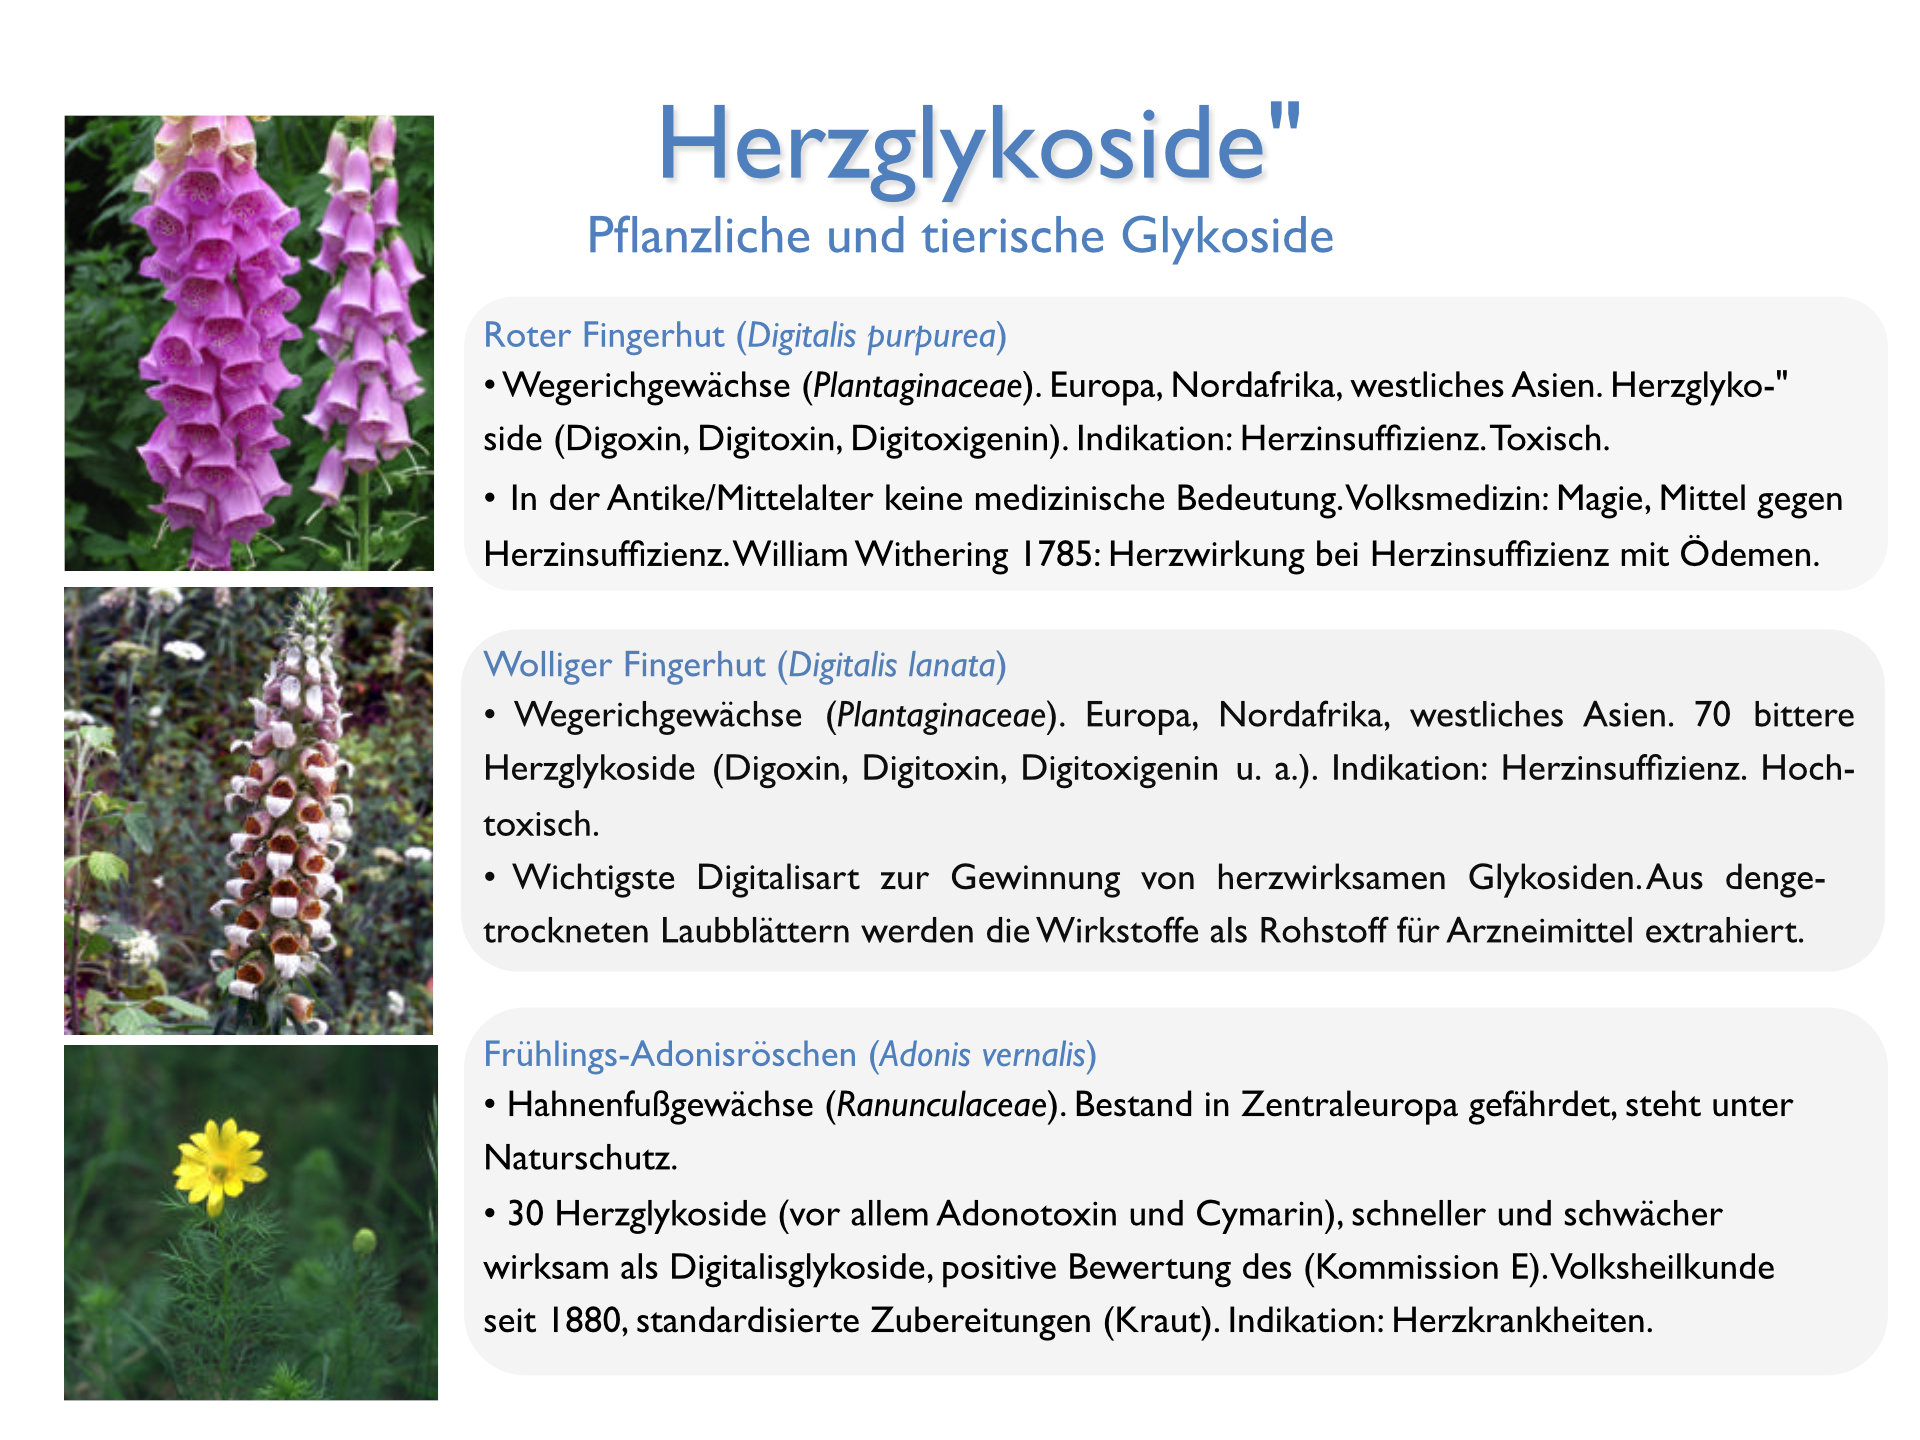 Herzglykoside"
Pflanzliche und tierische Glykoside
Roter Fingerhut (Digitalis purpurea)
• Wegerichgewächse (Plantaginaceae). Europa, Nordafrika, westliches Asien. Herzglyko-"
side (Digoxin, Digitoxin, Digitoxigenin). Indikation: Herzinsuffizienz. Toxisch.
• In der Antike/Mittelalter keine medizinische Bedeutung. Volksmedizin: Magie, Mittel gegen
Herzinsuffizienz. William Withering 1785: Herzwirkung bei Herzinsuffizienz mit Ödemen.
Wolliger Fingerhut (Digitalis lanata)
• Wegerichgewächse (Plantaginaceae). Europa, Nordafrika, westliches Asien. 70 bittere
Herzglykoside (Digoxin, Digitoxin, Digitoxigenin u. a.). Indikation: Herzinsuffizienz. Hoch-
toxisch.
• Wichtigste Digitalisart zur Gewinnung von herzwirksamen Glykosiden. Aus denge-
trockneten Laubblättern werden die Wirkstoffe als Rohstoff für Arzneimittel extrahiert.
Frühlings-Adonisröschen (Adonis vernalis)
• Hahnenfußgewächse (Ranunculaceae). Bestand in Zentraleuropa gefährdet, steht unter
Naturschutz.
• 30 Herzglykoside (vor allem Adonotoxin und Cymarin), schneller und schwächer
wirksam als Digitalisglykoside, positive Bewertung des (Kommission E). Volksheilkunde
seit 1880, standardisierte Zubereitungen (Kraut). Indikation: Herzkrankheiten.